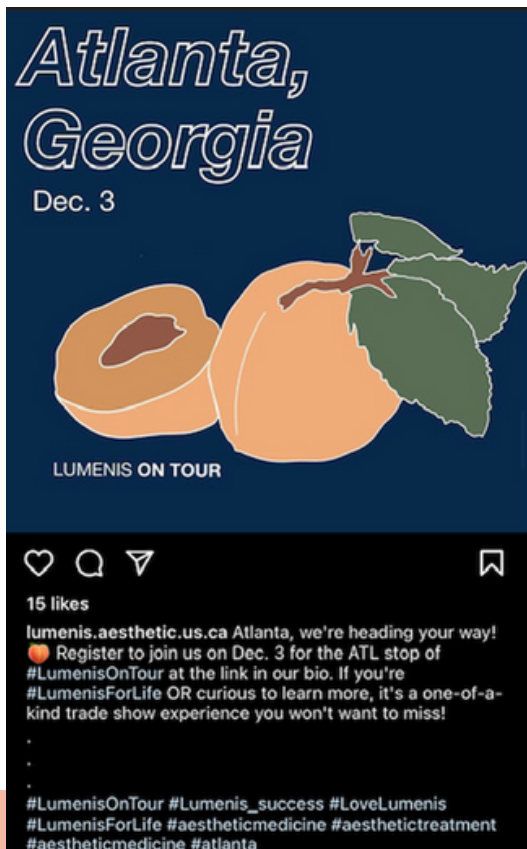 Atlanta,
Georgia
Dec. 3
LUMENIS ON TOUR
15 likes
lumenis.aesthetic.us.ca Atlanta, we're heading your way!
🍑 Register to join us on Dec. 3 for the ATL stop of
#LumenisOnTour at the link in our bio. If you're
#LumenisForLife OR curious to learn more, it's a one-of-a-
kind trade show experience you won't want to miss!
.
.
.
#LumenisOnTour #Lumenis_success #LoveLumenis
#LumenisForLife #aestheticmedicine #aesthetictreatment
#aestheticmedicine #atlanta